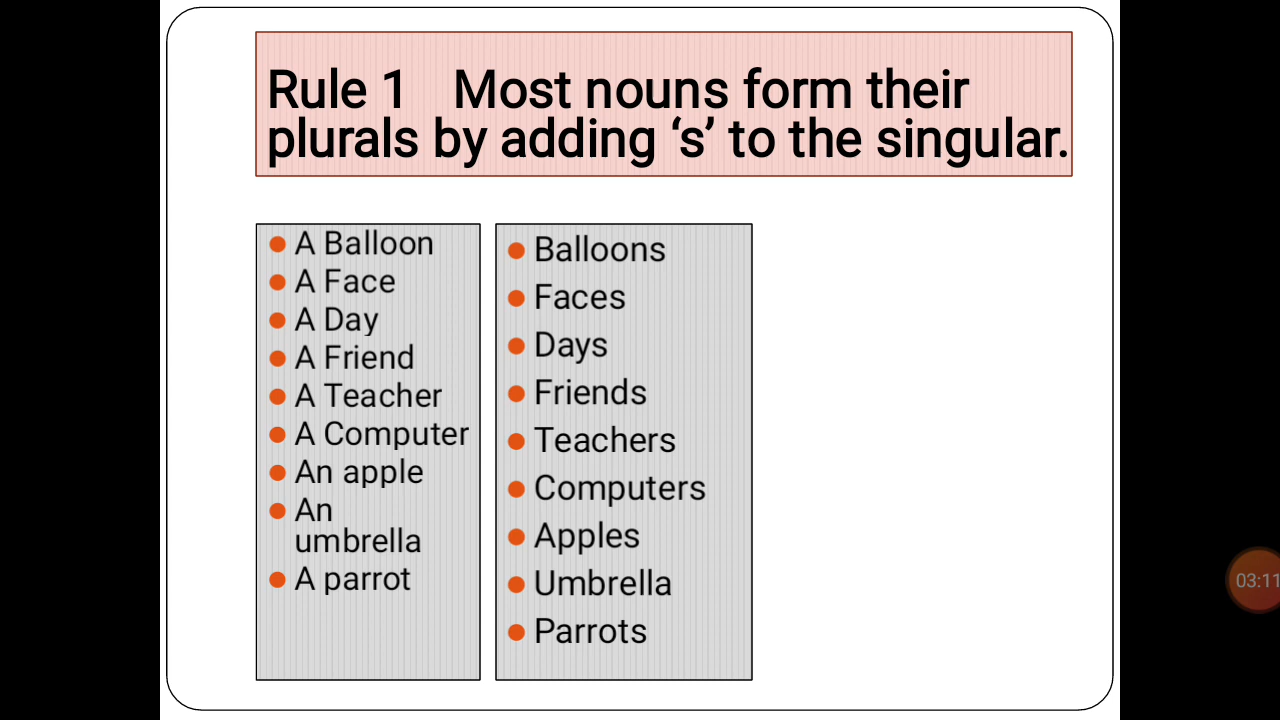 Rule 1 Most nouns form their
plurals by adding ‘s’ to the singular.
A Balloon
A Face
A Day
A Friend
A Teacher
A Computer
An apple
An
umbrella
A parrot
Balloons
Faces
Days
Friends
Teachers
Computers
Apples
Umbrella
Parrots
03:11